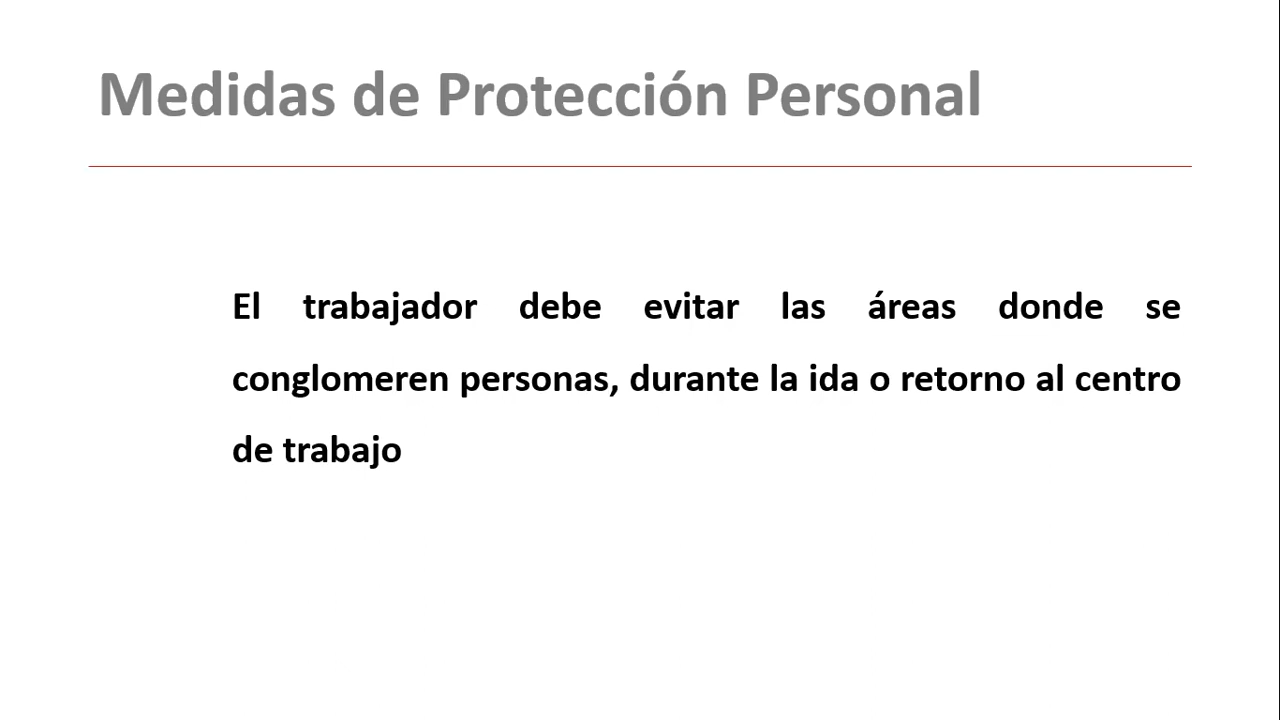 Medidas de Protección Personal
El trabajador debe evitar las áreas donde se
conglomeren personas, durante la ida o retorno al centro
de trabajo